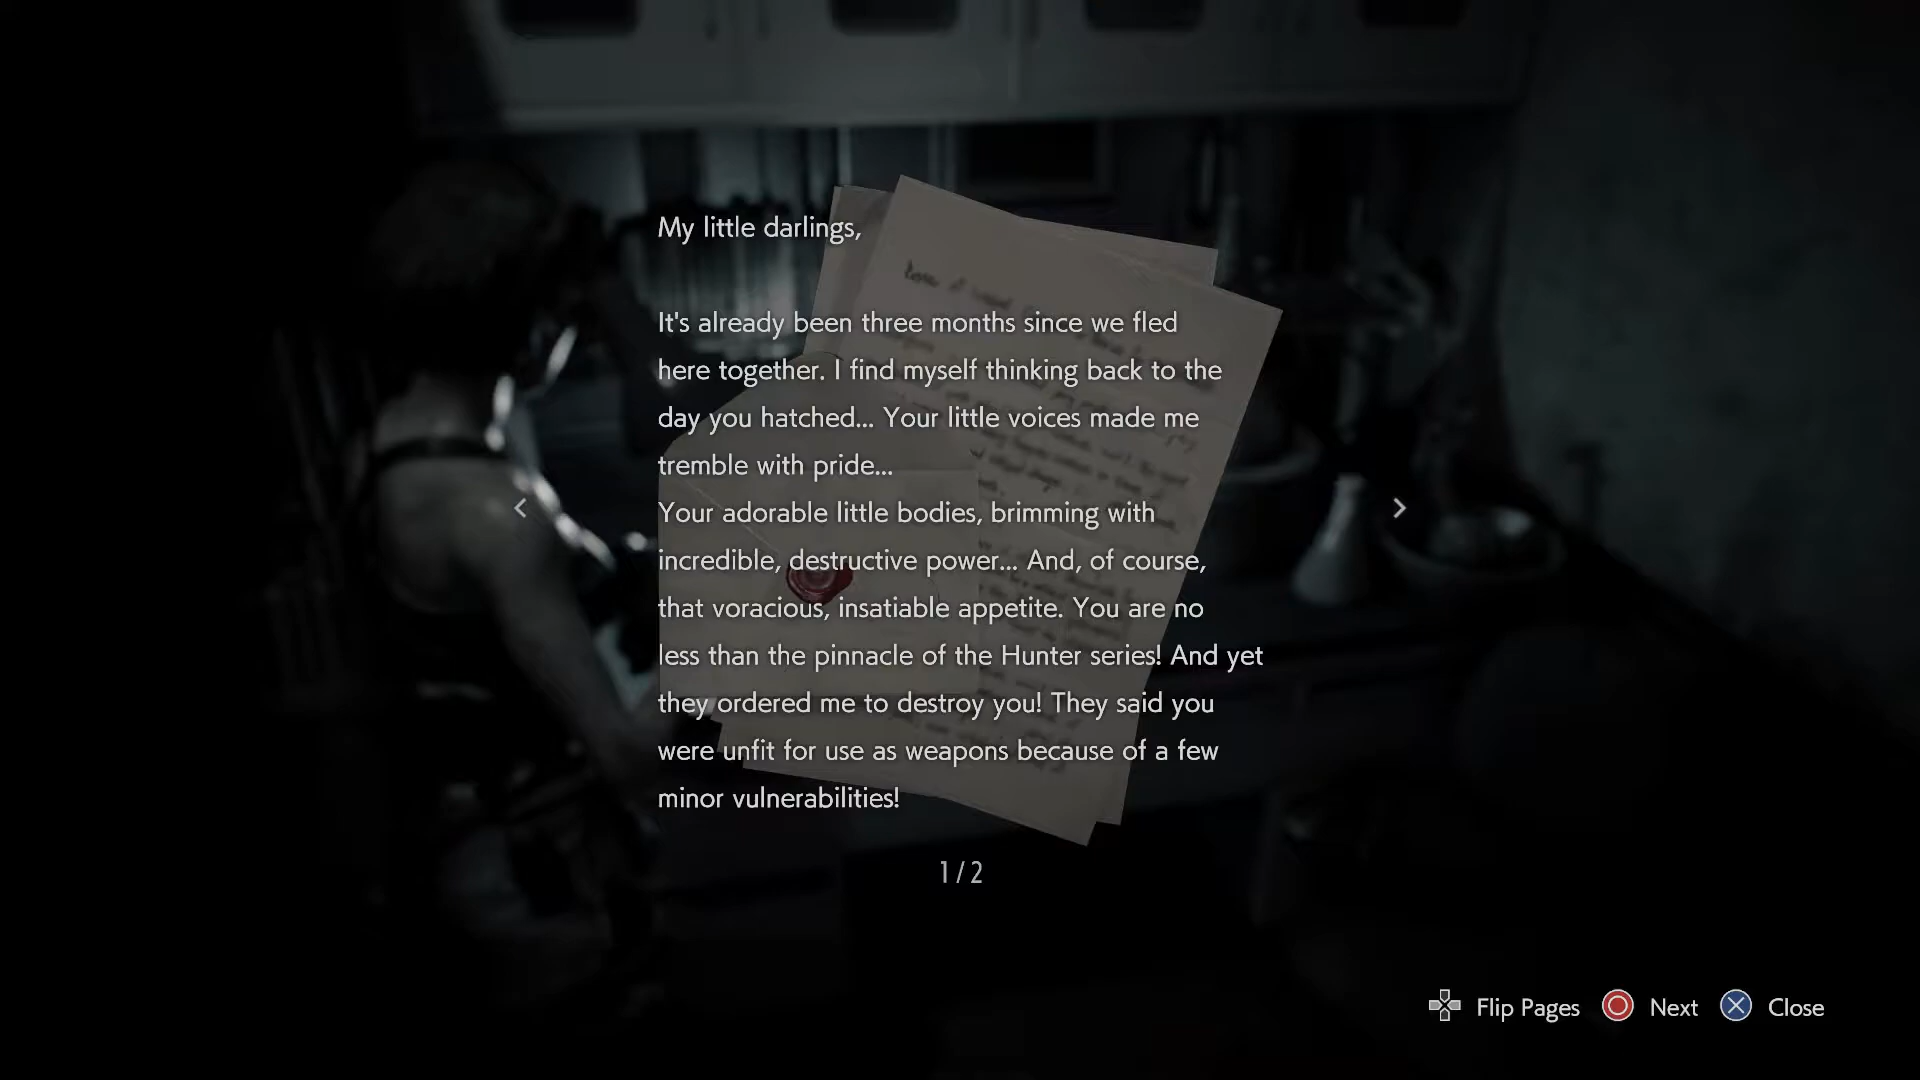 My little darlings,
It's already been three months since we fled
here together. I find myself thinking back to the
day you hatched... Your little voices made me
tremble with pride...
Your adorable little bodies, brimming with
incredible, destructive power... And, of course,
that voracious, insatiable appetite. You are no
less than the pinnacle of the Hunter series! And yet
they ordered me to destroy you! They said you
were unfit for use as weapons because of a few
minor vulnerabilities!
1 / 2
Flip Pages Next Close